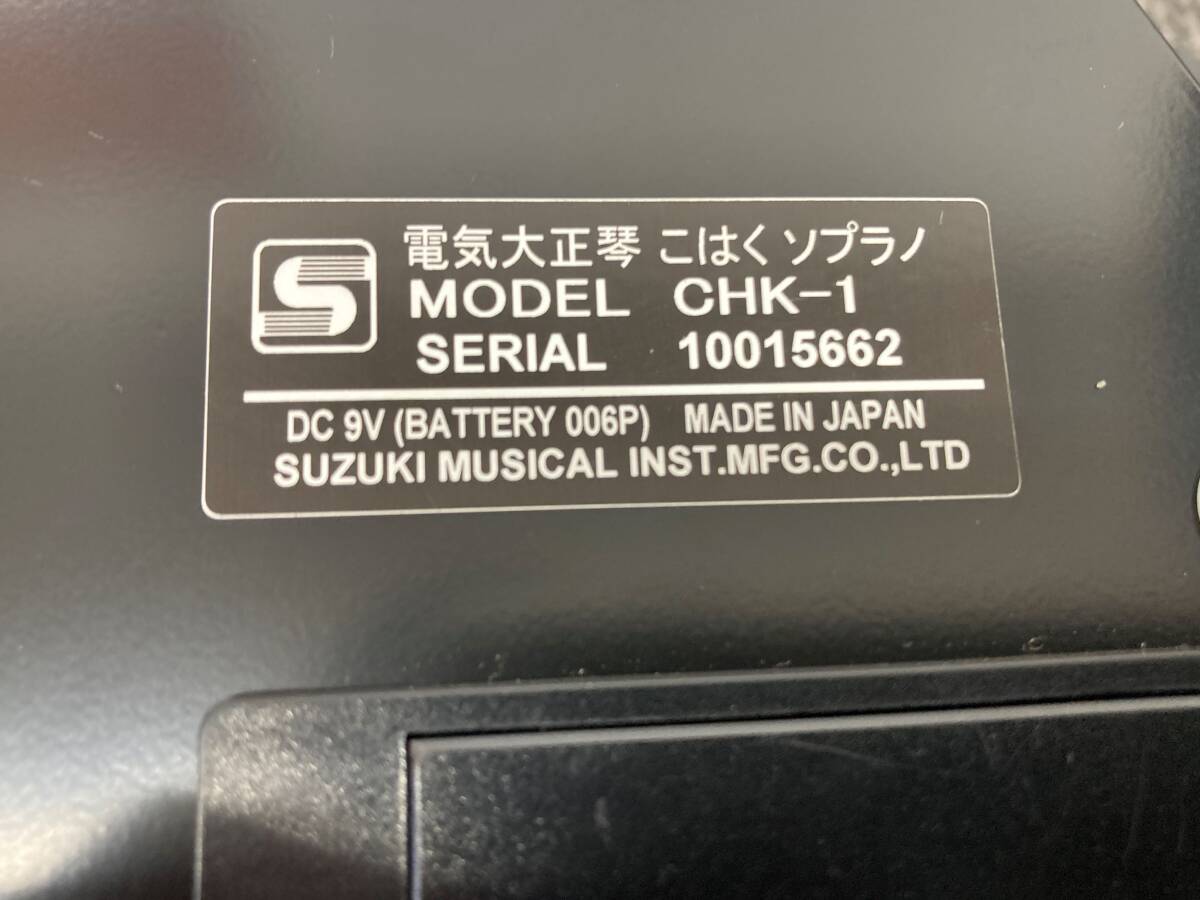 電気大正琴 こはく ソプラノ
MODEL CHK-1
SERIAL 10015662
DC 9V (BATTERY 006P) MADE IN JAPAN
SUZUKI MUSICAL INST.MFG.CO.,LTD